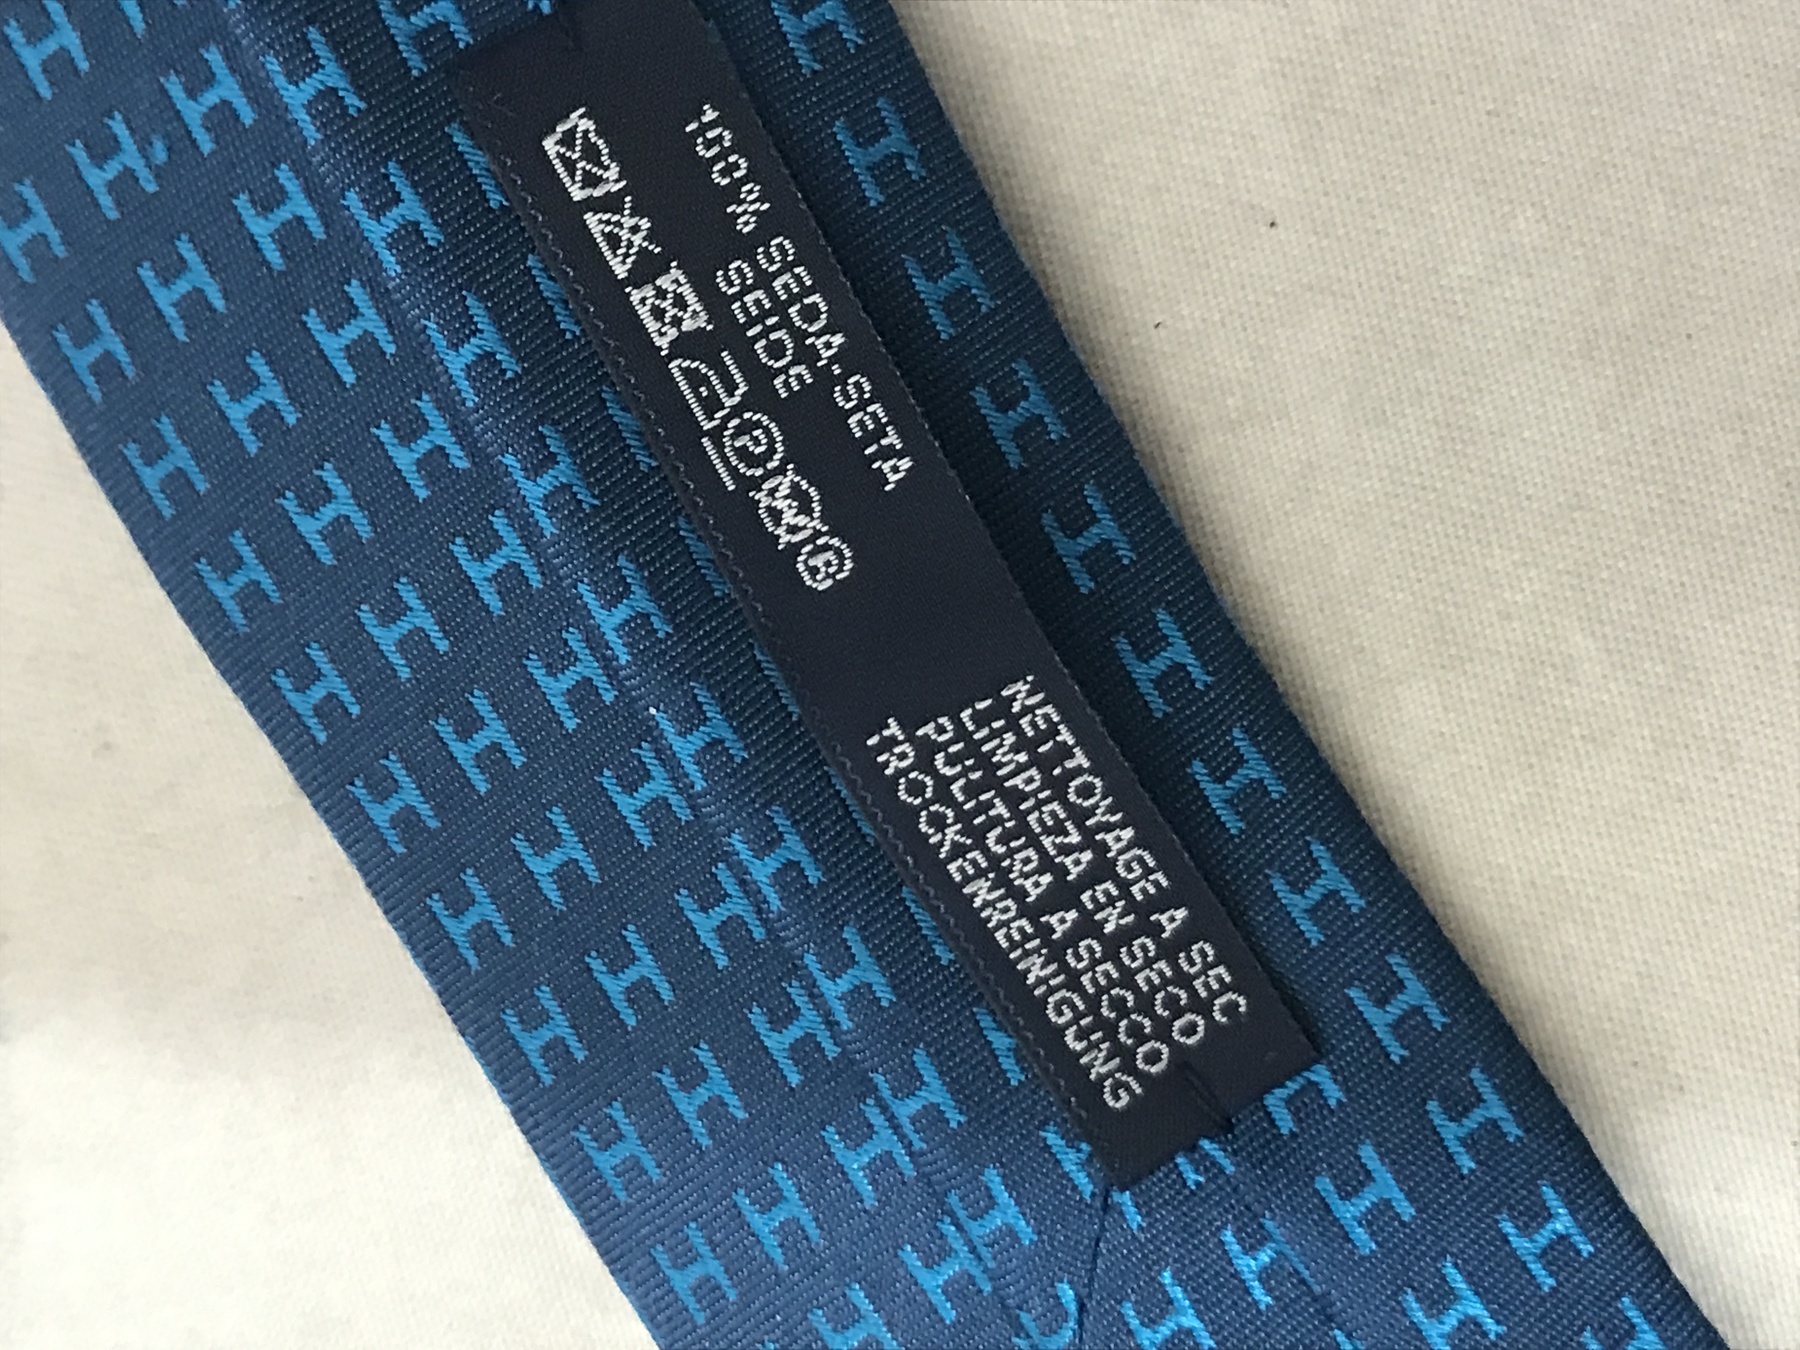 100% SEDA-SETA
SEIDE
NETTOYAGE A SEC
LIMPIEZA EN SECO
PULITURA A SECCO
TROCKENREINIGUNG